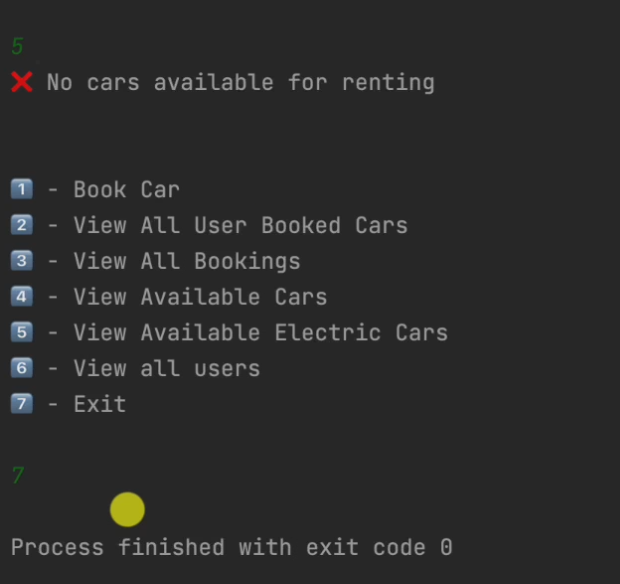 5
❌ No cars available for renting
1️⃣ - Book Car
2️⃣ - View All User Booked Cars
3️⃣ - View All Bookings
4️⃣ - View Available Cars
5️⃣ - View Available Electric Cars
6️⃣ - View all users
7️⃣ - Exit
7
Process finished with exit code 0